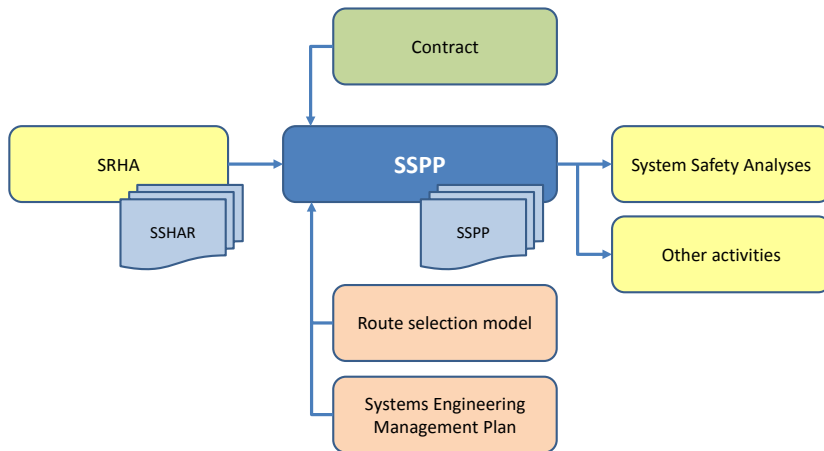 Contract
SRHA
SSPP
System Safety Analyses
SSHAR
SSPP
Other activities
Route selection model
Systems Engineering
Management Plan